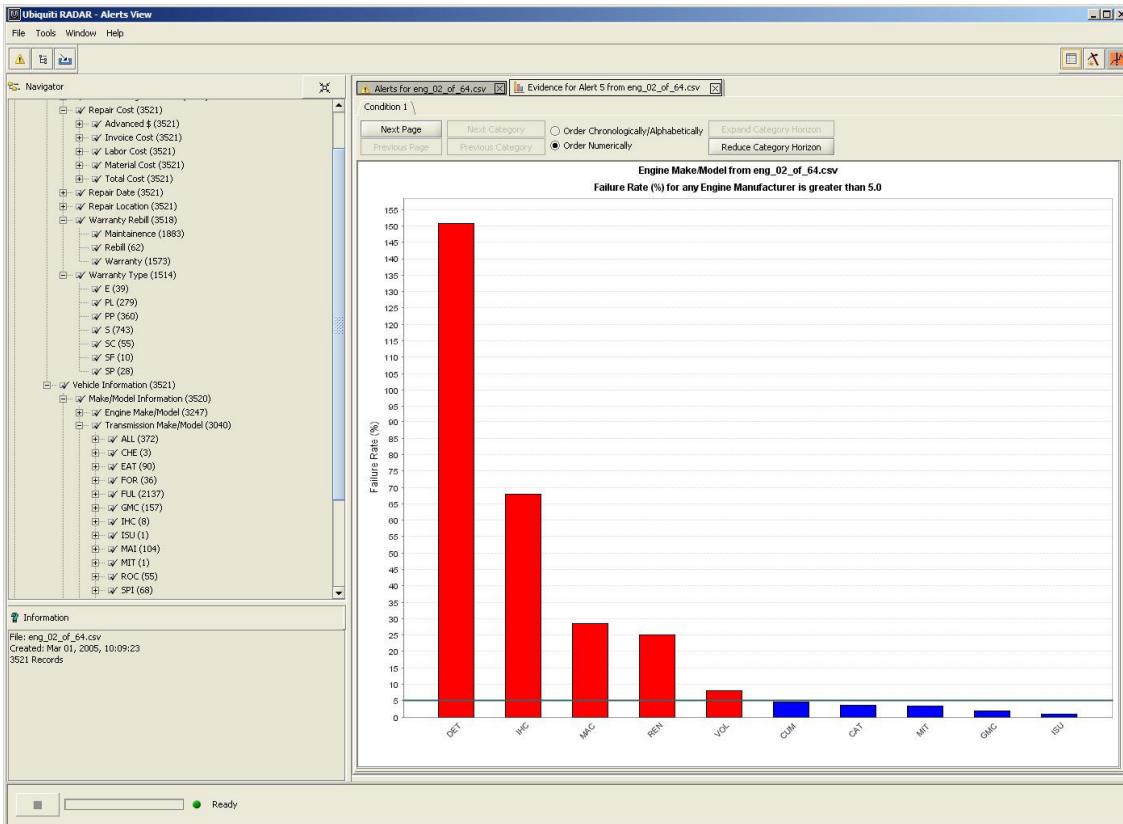 Ubiquiti RADAR - Alerts View
File Tools Window Help
Navigator
Repair Cost (3521)
Advanced $ (3521)
Invoice Cost (3521)
Labor Cost (3521)
Material Cost (3521)
Total Cost (3521)
Repair Date (3521)
Repair Location (3521)
Warranty Rebill (3518)
Maintainence (1883)
Rebill (62)
Warranty (1573)
Warranty Type (1514)
E (39)
PL (279)
PP (360)
S (743)
SC (55)
SF (10)
SP (28)
Vehicle Information (3521)
Make/Model Information (3520)
Engine Make/Model (3247)
Transmission Make/Model (3040)
ALL (372)
CHE (3)
EAT (90)
FOR (36)
FUL (2137)
GMC (157)
IHC (8)
ISU (1)
MAI (104)
MIT (1)
ROC (55)
SPI (68)
Information
File: eng_02_of_64.csv
Created: Mar 01, 2005, 10:09:23
3521 Records
Alerts for eng_02_of_64.csv
Evidence for Alert 5 from eng_02_of_64.csv
Condition 1
Next Page Next Category Order Chronologically/Alphabetically Expand Category Horizon
Previous Page Previous Category Order Numerically Reduce Category Horizon
Engine Make/Model from eng_02_of_64.csv
Failure Rate (%) for any Engine Manufacturer is greater than 5.0
Failure Rate (%)
155
150
145
140
135
130
125
120
115
110
105
100
95
90
85
80
75
70
65
60
55
50
45
40
35
30
25
20
15
10
5
0
DET IHC MAC REN VOL CUM CAT MIT GMC ISU
Ready